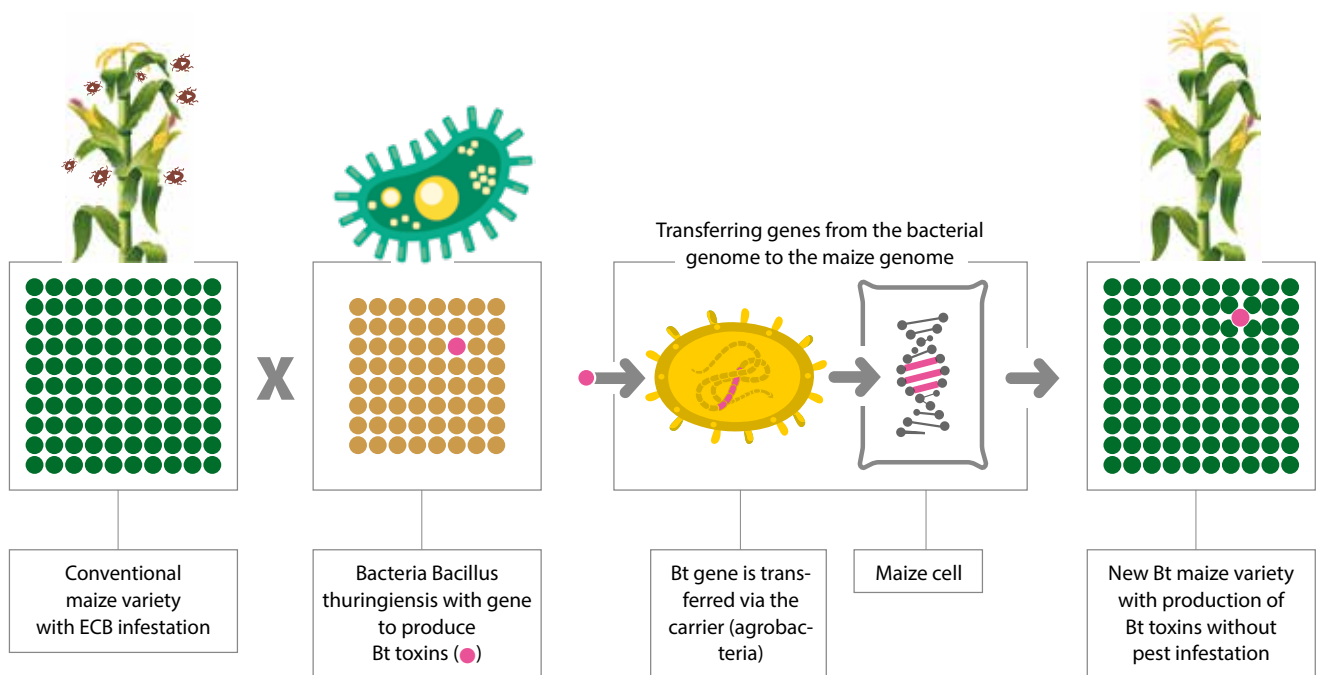 Transferring genes from the bacterial
genome to the maize genome
X
Conventional
maize variety
with ECB infestation
Bacteria Bacillus
thuringiensis with gene
to produce
Bt toxins ( )
Bt gene is trans-
ferred via the
carrier (agrobac-
teria)
Maize cell
New Bt maize variety
with production of
Bt toxins without
pest infestation